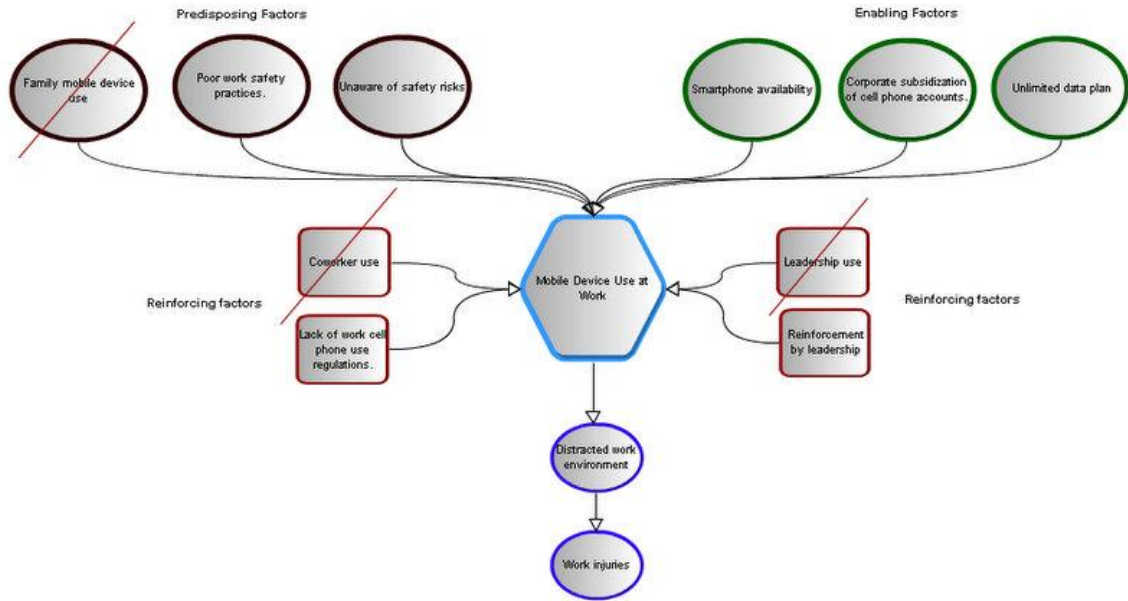 Predisposing Factors
Enabling Factors
Family mobile device
use
Poor work safety
practices.
Unaware of safety risks
Smartphone availability
Corporate subsidization
of cell phone accounts.
Unlimited data plan
Coworker use
Mobile Device Use at
Work
Leadership use
Reinforcing factors
Reinforcing factors
Lack of work cell
phone use
regulations.
Reinforcement
by leadership
Distracted work
environment
Work injuries